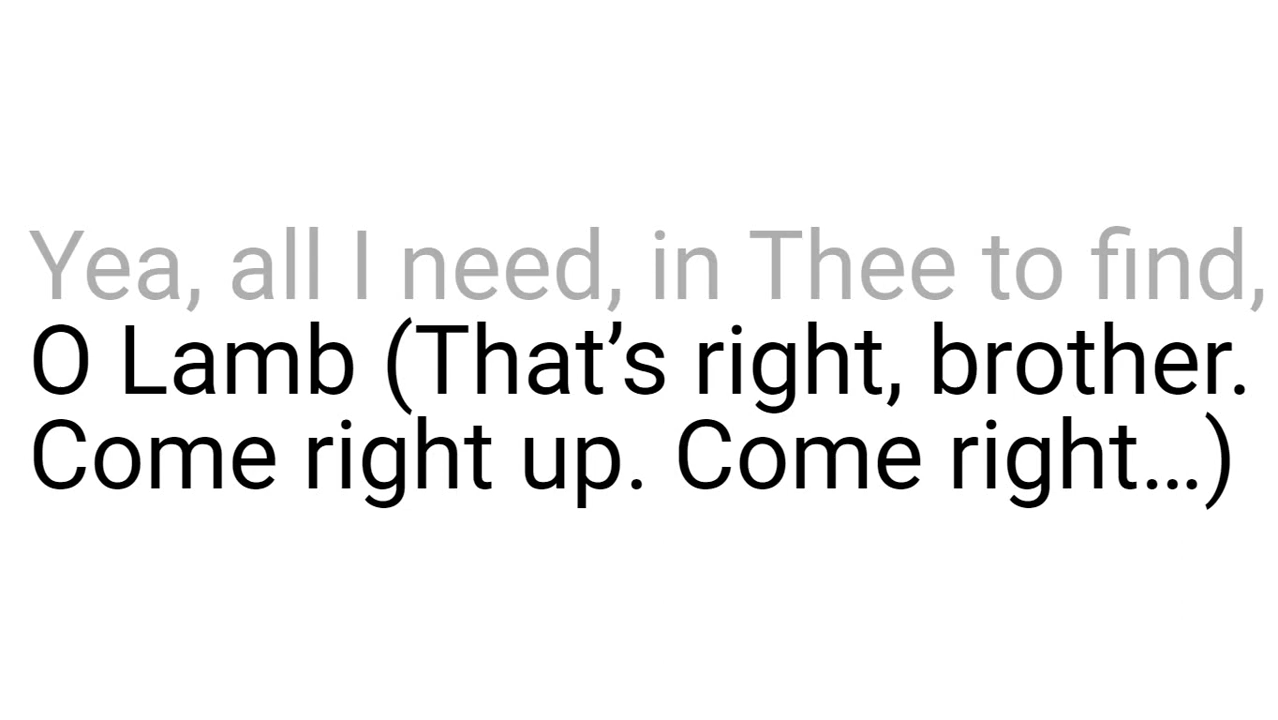 Yea, all I need, in Thee to find,
O Lamb (That’s right, brother.
Come right up. Come right…)